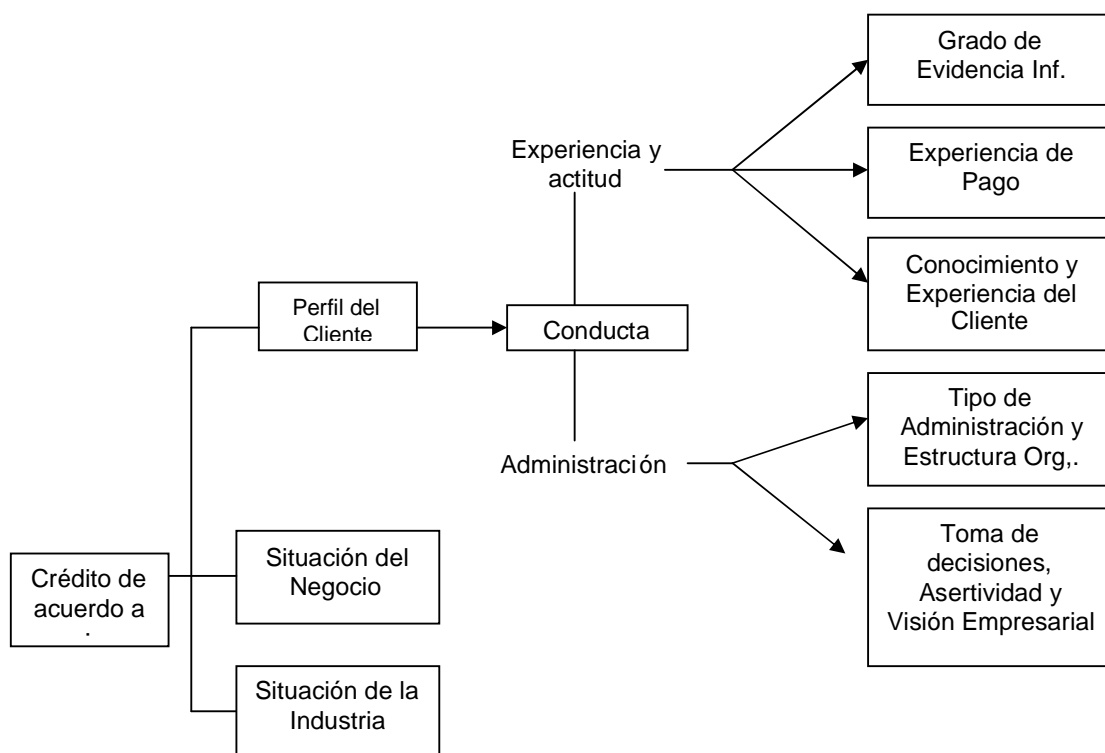 Grado de
Evidencia Inf.
Experiencia y
actitud
Experiencia de
Pago
Conocimiento y
Experiencia del
Cliente
Perfil del
Cliente
Conducta
Tipo de
Administración y
Estructura Org,.
Administración
Toma de
decisiones,
Asertividad y
Visión Empresarial
Situación del
Negocio
Crédito de
acuerdo a
.
Situación de la
Industria